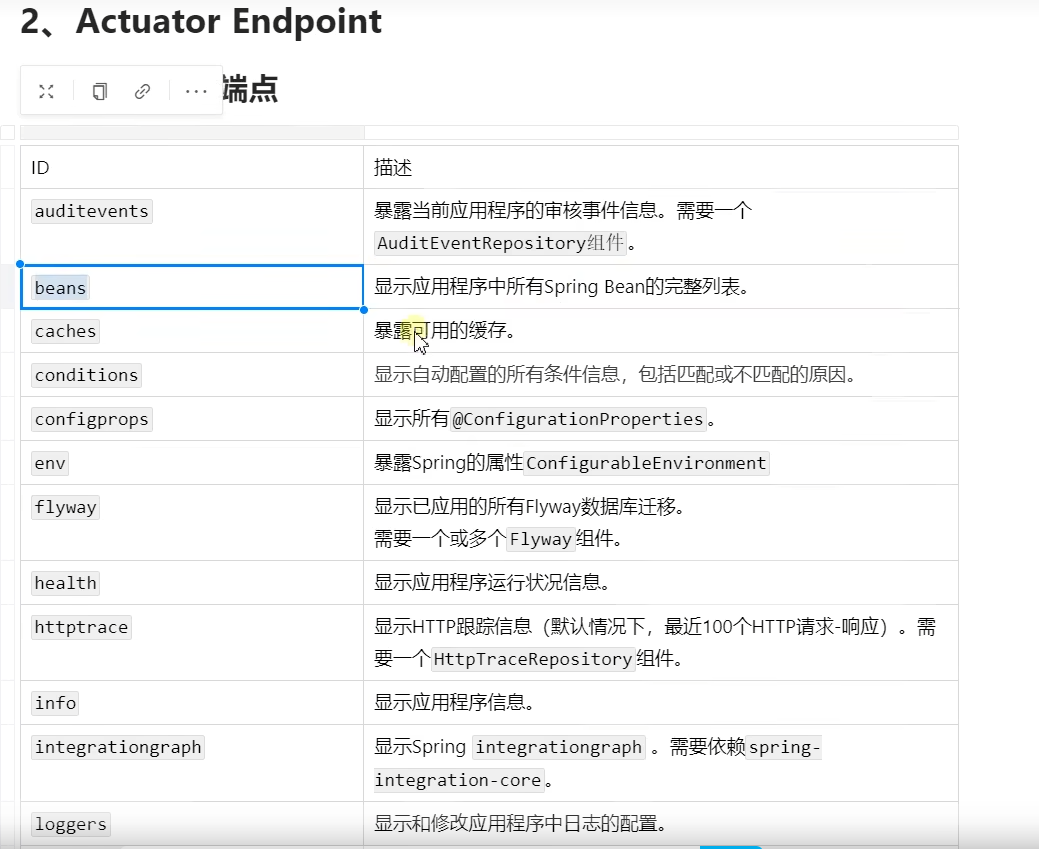 2、Actuator Endpoint
端点
ID
描述
auditevents
暴露当前应用程序的审核事件信息。需要一个
AuditEventRepository组件。
beans
显示应用程序中所有Spring Bean的完整列表。
caches
暴露可用的缓存。
conditions
显示自动配置的所有条件信息，包括匹配或不匹配的原因。
configprops
显示所有@ConfigurationProperties。
env
暴露Spring的属性ConfigurableEnvironment
flyway
显示已应用的所有Flyway数据库迁移。
需要一个或多个Flyway组件。
health
显示应用程序运行状况信息。
httptrace
显示HTTP跟踪信息（默认情况下，最近100个HTTP请求-响应）。需
要一个HttpTraceRepository组件。
info
显示应用程序信息。
integrationgraph
显示Spring integrationgraph 。需要依赖spring-
integration-core。
loggers
显示和修改应用程序中日志的配置。